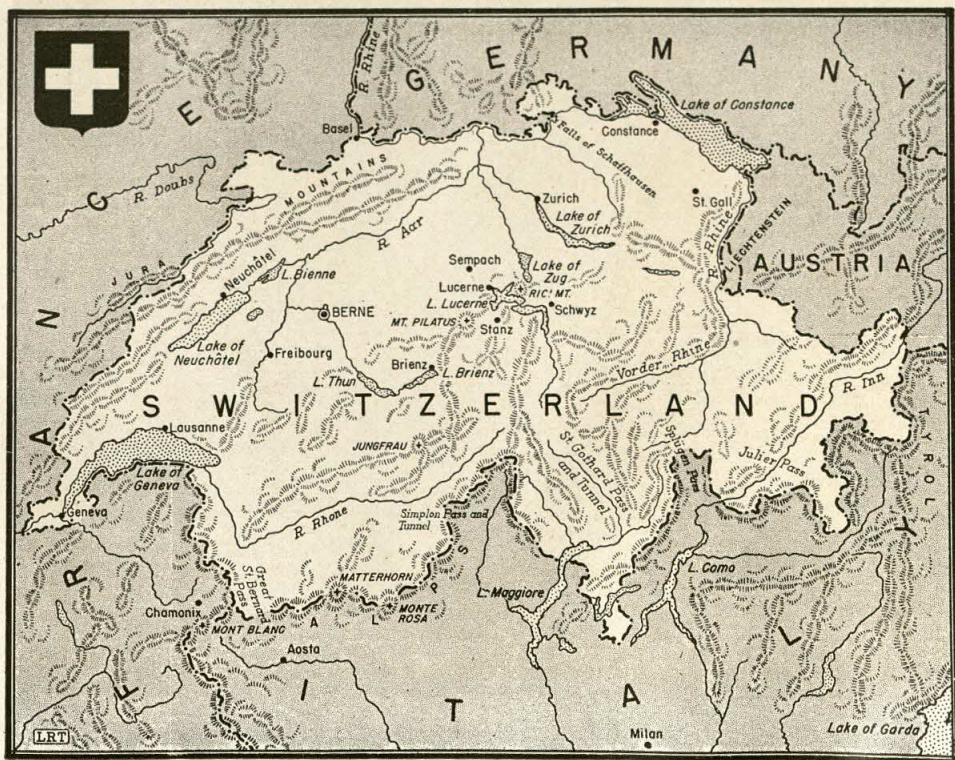 GERMANY
R. Rhine
Lake of Constance
Basel
Constance
Falls of Schaffhausen
FRANCE
R. Doubs
JURA MOUNTAINS
St. Gall
Zurich
Lake of
Zurich
R. Rhine
LIECHTENSTEIN
AUSTRIA
R. Aar
Neuchâtel
L. Bienne
Sempach
Lake of
Zug
Lucerne
RIGI MT.
L. Lucerne
Schwyz
BERNE
MT. PILATUS
Stanz
Lake of
Neuchâtel
Freibourg
Brienz
L. Brienz
L. Thun
Vorder Rhine
R. Inn
SWITZERLAND
TYROL
Lausanne
JUNGFRAU
St. Gothard Pass
and Tunnel
Splugen Pass
Julier Pass
Lake of
Geneva
Geneva
R. Rhone
Simplon Pass and
Tunnel
Great
St. Bernard
Pass
MATTERHORN
MONTE
ROSA
ALPS
L. Maggiore
L. Como
Chamonix
MONT BLANC
Aosta
ITALY
Milan
Lake of Garda
LRT